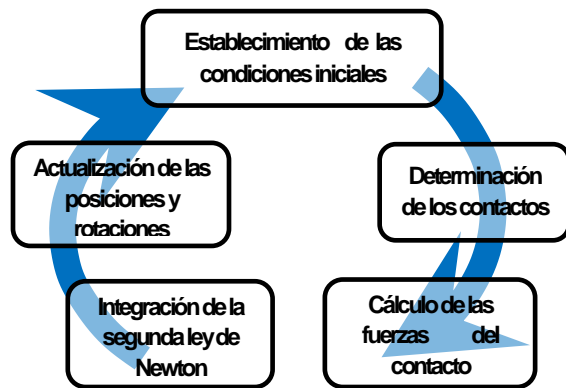 Establecimiento de las
condiciones iniciales
Determinación
de los contactos
Cálculo de las
fuerzas del
contacto
Integración de la
segunda ley de
Newton
Actualización de las
posiciones y
rotaciones